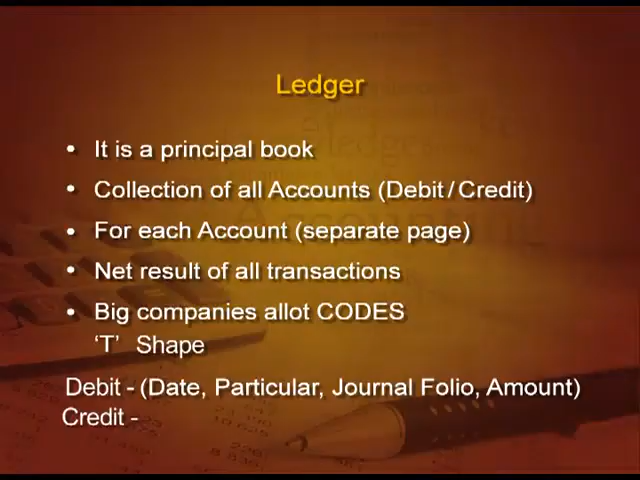 Ledger
• It is a principal book
• Collection of all Accounts (Debit/Credit)
• For each Account (separate page)
• Net result of all transactions
• Big companies allot CODES
'T' Shape
Debit - (Date, Particular, Journal Folio, Amount)
Credit -